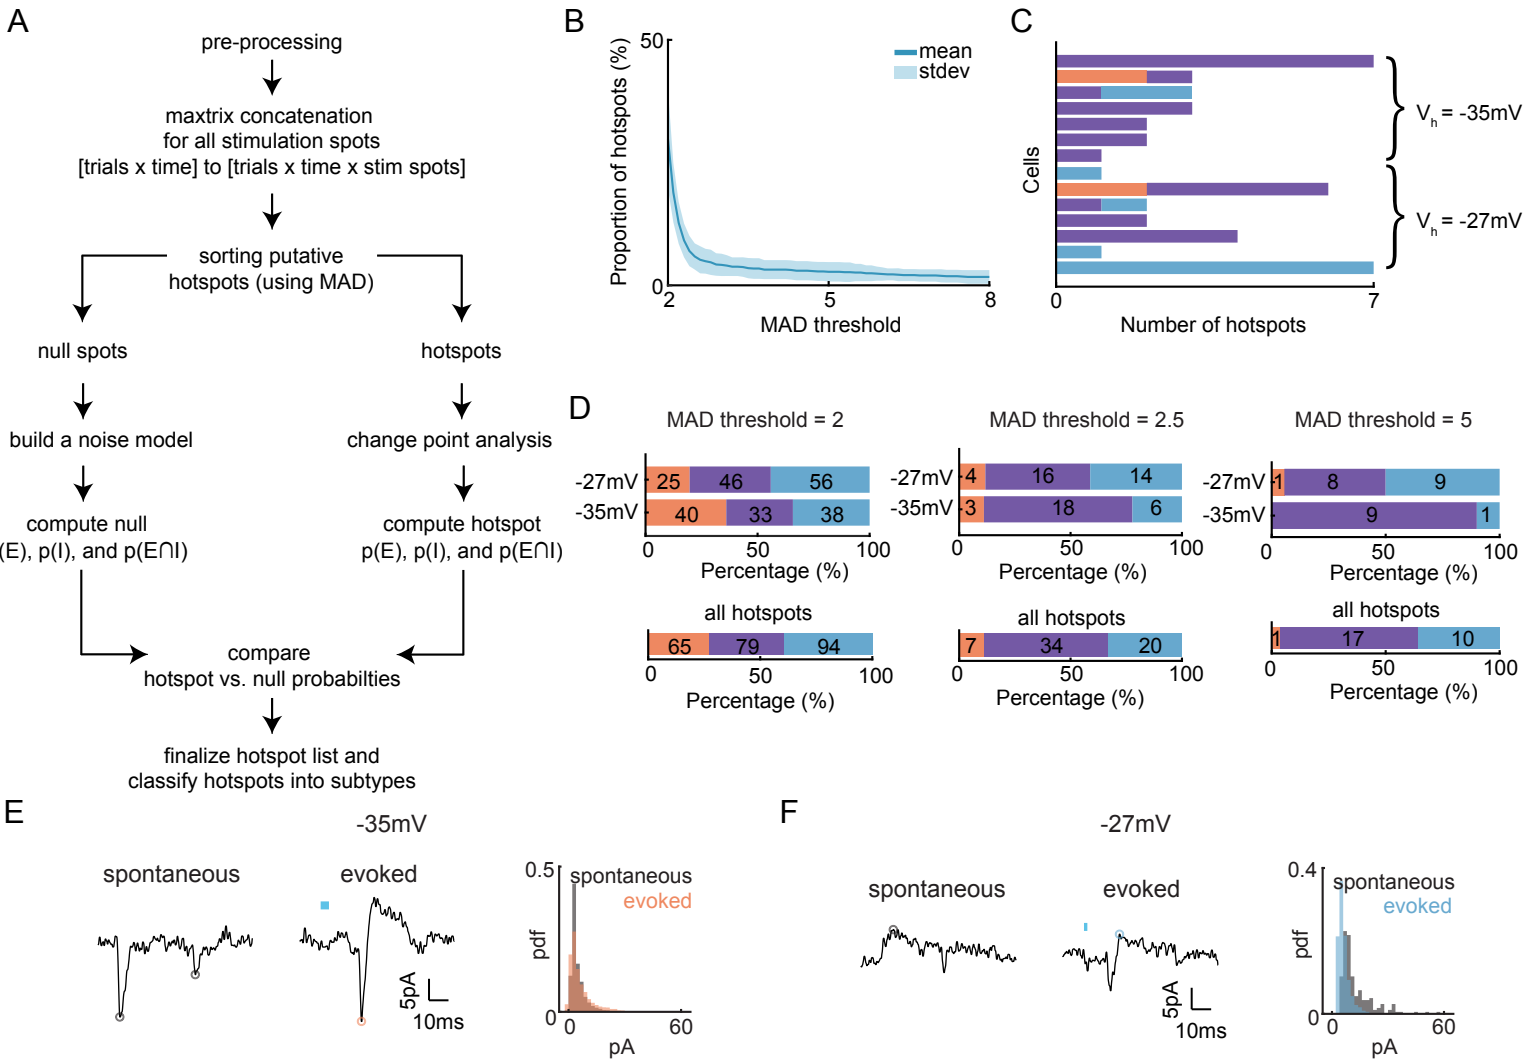 A
pre-processing
maxtrix concatenation
for all stimulation spots
[trials x time] to [trials x time x stim spots]
sorting putative
hotspots (using MAD)
null spots
hotspots
build a noise model
change point analysis
compute null
(E), p(I), and p(E∩I)
compute hotspot
p(E), p(I), and p(E∩I)
compare
hotspot vs. null probabilties
finalize hotspot list and
classify hotspots into subtypes
B
Proportion of hotspots (%)
50
0
mean
stdev
2
5
8
MAD threshold
C
Cells
Vh = -35mV
Vh = -27mV
0
7
Number of hotspots
D
MAD threshold = 2
-27mV
25
46
56
-35mV
40
33
38
0
50
100
Percentage (%)
all hotspots
65
79
94
0
50
100
Percentage (%)
MAD threshold = 2.5
-27mV
4
16
14
-35mV
3
18
6
0
50
100
Percentage (%)
all hotspots
7
34
20
0
50
100
Percentage (%)
MAD threshold = 5
-27mV
1
8
9
-35mV
9
1
0
50
100
Percentage (%)
all hotspots
1
17
10
0
50
100
Percentage (%)
E
-35mV
spontaneous
evoked
5pA
10ms
0.5
spontaneous
evoked
pdf
0
0
60
pA
F
-27mV
spontaneous
evoked
5pA
10ms
0.4
spontaneous
evoked
pdf
0
0
60
pA